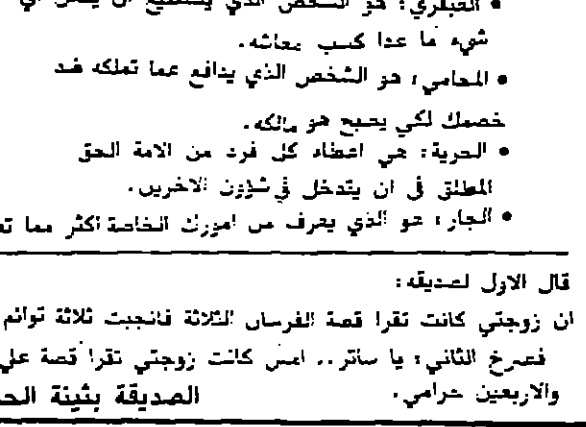 • العبقري: هو الشخص الذي يستطيع ان يفعل اي
شيء ما عدا كسب معاشه.
• المحامي: هو الشخص الذي يدافع عما تملكه ضد
خصمك لكي يصبح هو مالكه.
• الحرية: هي اعطاء كل فرد من الامة الحق
المطلق في ان يتدخل في شؤون الاخرين.
• الجار: هو الذي يعرف من امورك الخاصة اكثر مما
قال الاول لصديقه:
ان زوجتي كانت تقرا قصة الفرسان الثلاثة فانجبت ثلاثة توائم
فصرخ الثاني: يا ساتر.. امس كانت زوجتي تقرا قصة علي
والاربعين حرامي.
الصديقة بثينة